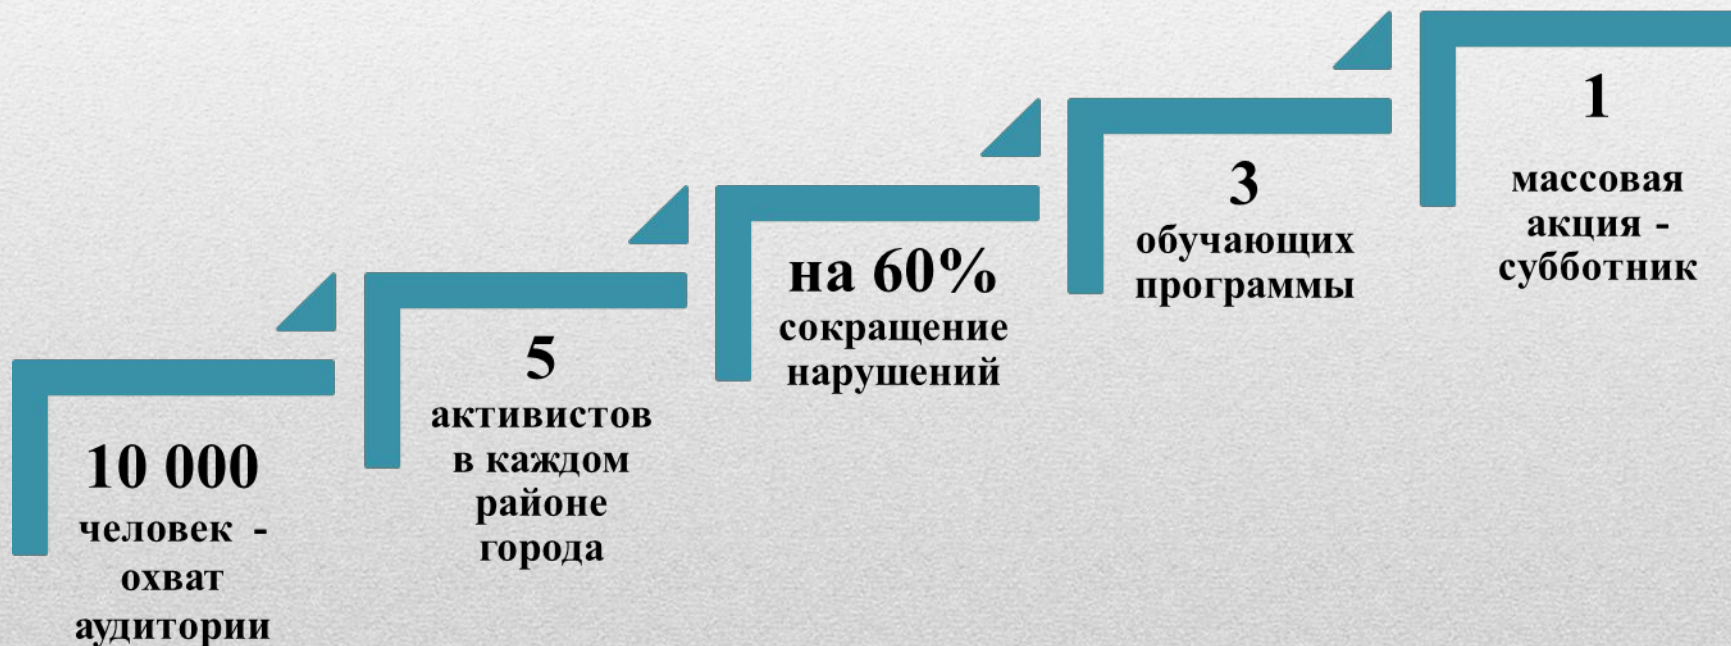 10 000
человек -
охват
аудитории
5
активистов
в каждом
районе
города
на 60%
сокращение
нарушений
3
обучающих
программы
1
массовая
акция -
субботник